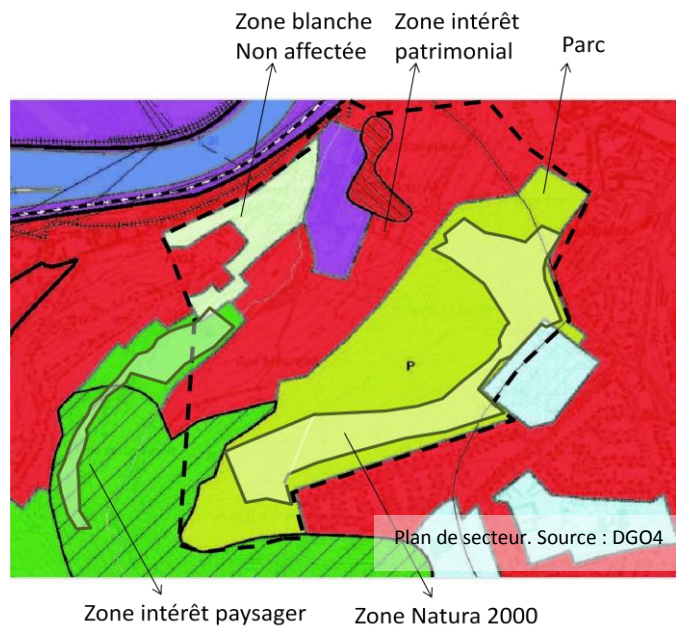 Zone blanche
Non affectée
Zone intérêt
patrimonial
Parc
P
Plan de secteur. Source : DGO4
Zone intérêt paysager
Zone Natura 2000